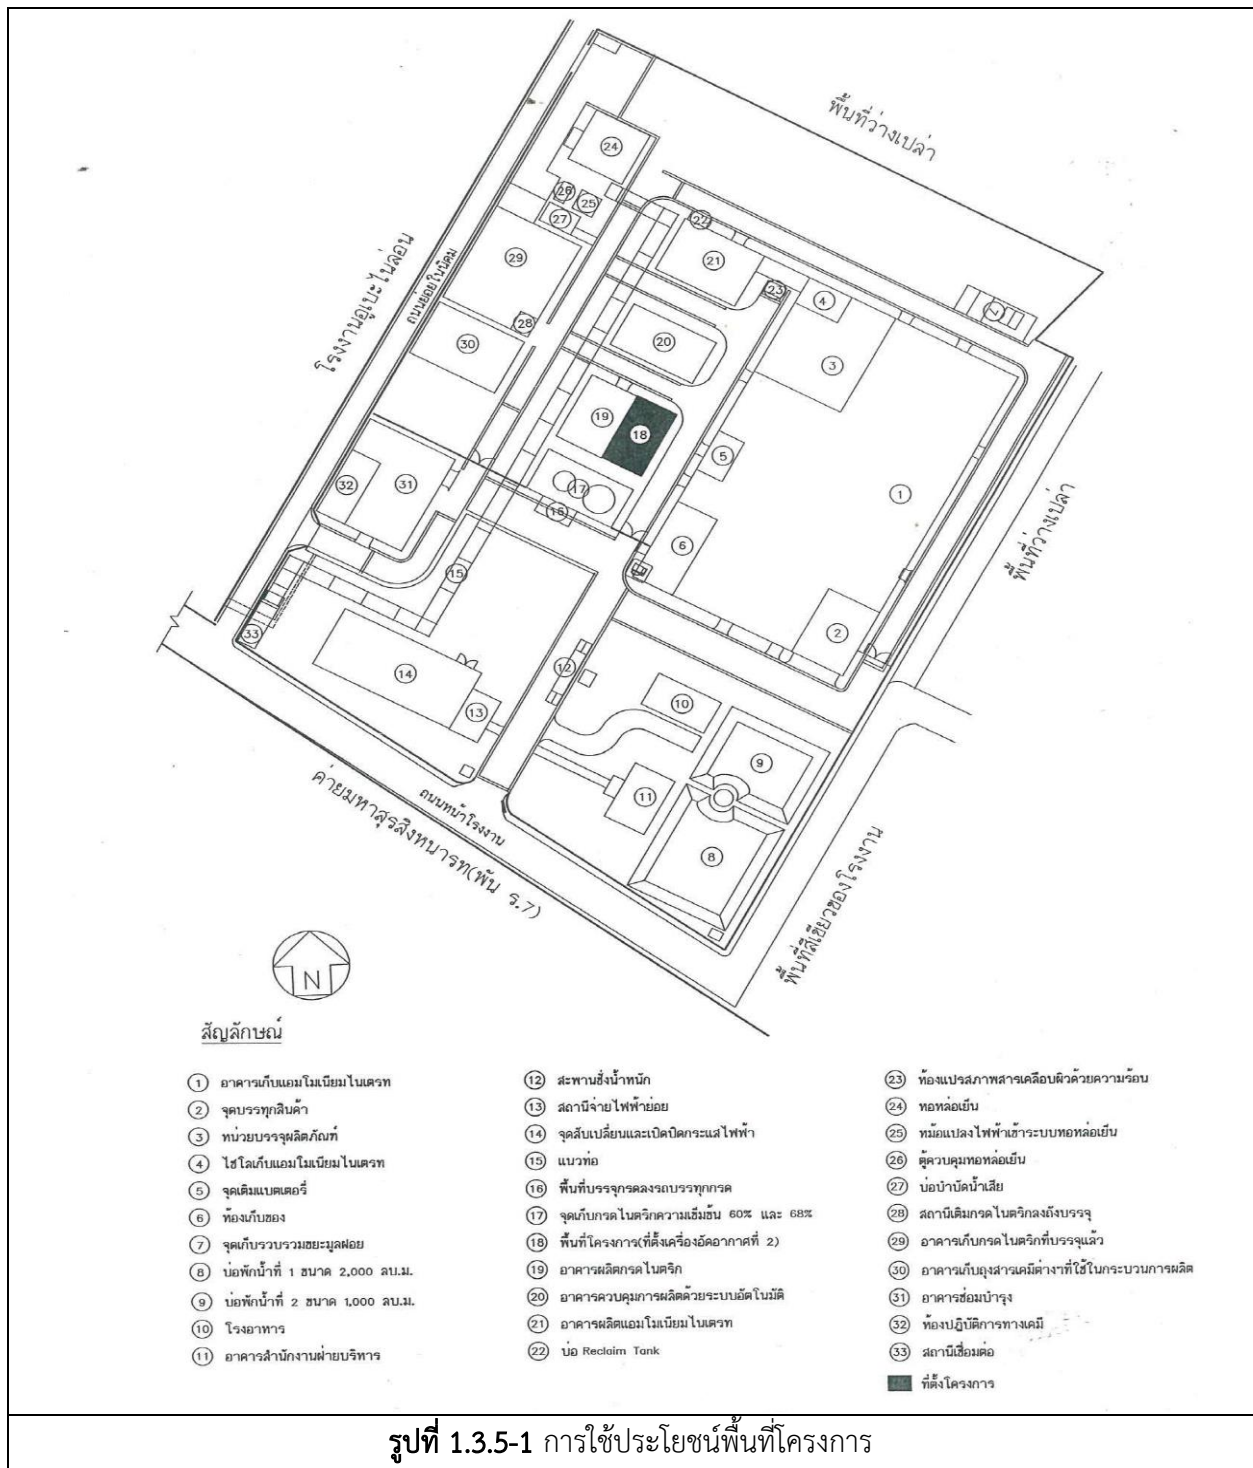 พื้นที่ว่างเปล่า
โรงงานอูเบะไนล่อน
ถนนย่อยในนิคม
24
26
25
27
22
21
29
23
4
7
28
20
30
3
19
18
5
32
31
17
1
16
6
พื้นที่ว่างเปล่า
15
33
2
14
12
13
10
9
11
8
ถนนหน้าโรงงาน
ค่ายมหาสุรสิงหนารท(พัน ร.7)
พื้นที่สีเขียวของโรงงาน
N
สัญลักษณ์
1 อาคารเก็บแอมโมเนียมไนเตรท
2 จุดบรรทุกสินค้า
3 หน่วยบรรจุผลิตภัณฑ์
4 ไซโลเก็บแอมโมเนียมไนเตรท
5 จุดเติมแบตเตอรี่
6 ห้องเก็บของ
7 จุดเก็บรวบรวมขยะมูลฝอย
8 บ่อพักน้ำที่ 1 ขนาด 2,000 ลบ.ม.
9 บ่อพักน้ำที่ 2 ขนาด 1,000 ลบ.ม.
10 โรงอาหาร
11 อาคารสำนักงานฝ่ายบริหาร
12 สะพานชั่งน้ำหนัก
13 สถานีจ่ายไฟฟ้าย่อย
14 จุดสับเปลี่ยนและเปิดปิดกระแสไฟฟ้า
15 แนวท่อ
16 พื้นที่บรรจุกรดลงรถบรรทุกกรด
17 จุดเก็บกรดไนตริกความเข้มข้น 60% และ 68%
18 พื้นที่โครงการ(ที่ตั้งเครื่องอัดอากาศที่ 2)
19 อาคารผลิตกรดไนตริก
20 อาคารควบคุมการผลิตด้วยระบบอัตโนมัติ
21 อาคารผลิตแอมโมเนียมไนเตรท
22 บ่อ Reclaim Tank
23 ห้องแปรสภาพสารเคลือบผิวด้วยความร้อน
24 หอหล่อเย็น
25 หม้อแปลงไฟฟ้าเข้าระบบหอหล่อเย็น
26 ตู้ควบคุมหอหล่อเย็น
27 บ่อบำบัดน้ำเสีย
28 สถานีเติมกรดไนตริกลงถังบรรจุ
29 อาคารเก็บกรดไนตริกที่บรรจุแล้ว
30 อาคารเก็บถุงสารเคมีต่างๆที่ใช้ในกระบวนการผลิต
31 อาคารซ่อมบำรุง
32 ห้องปฏิบัติการทางเคมี
33 สถานีเชื่อมต่อ
ที่ตั้งโครงการ
รูปที่ 1.3.5-1 การใช้ประโยชน์พื้นที่โครงการ